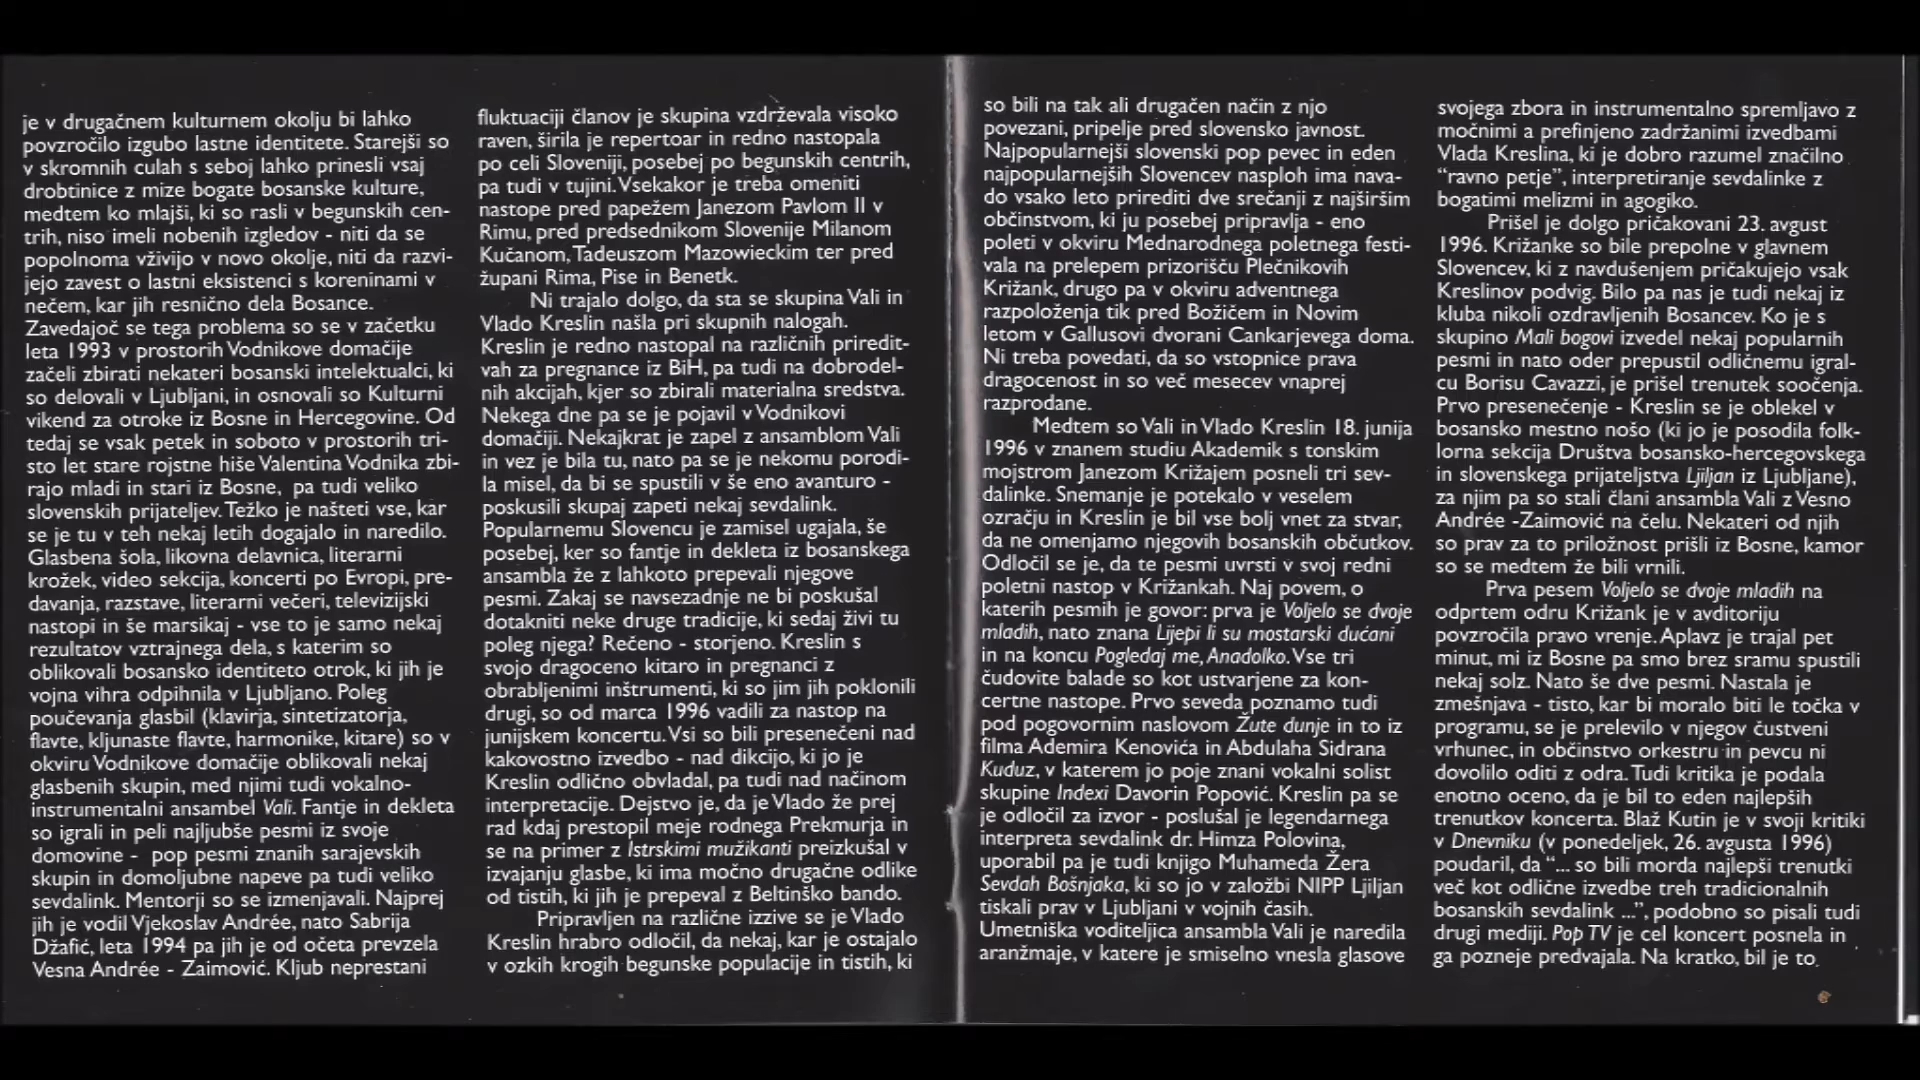 je v drugačnem kulturnem okolju bi lahko
povzročilo izgubo lastne identitete. Starejši so
v skromnih culah s seboj lahko prinesli vsaj
drobtinice z mize bogate bosanske kulture,
medtem ko mlajši, ki so rasli v begunskih cen-
trih, niso imeli nobenih izgledov - niti da se
popolnoma vživijo v novo okolje, niti da razvi-
jejo zavest o lastni eksistenci s koreninami v
nečem, kar jih resnično dela Bosance.
Zavedajoč se tega problema so se v začetku
leta 1993 v prostorih Vodnikove domačije
začeli zbirati nekateri bosanski intelektualci, ki
so delovali v Ljubljani, in osnovali so Kulturni
vikend za otroke iz Bosne in Hercegovine. Od
tedaj se vsak petek in soboto v prostorih tri-
sto let stare rojstne hiše Valentina Vodnika zbi-
rajo mladi in stari iz Bosne, pa tudi veliko
slovenskih prijateljev. Težko je našteti vse, kar
se je tu v teh nekaj letih dogajalo in naredilo.
Glasbena šola, likovna delavnica, literarni
krožek, video sekcija, koncerti po Evropi, pre-
davanja, razstave, literarni večeri, televizijski
nastopi in še marsikaj - vse to je samo nekaj
rezultatov vztrajnega dela, s katerim so
oblikovali bosansko identiteto otrok, ki jih je
vojna vihra odpihnila v Ljubljano. Poleg
poučevanja glasbil (klavirja, sintetizatorja,
flavte, kljunaste flavte, harmonike, kitare) so v
okviru Vodnikove domačije oblikovali nekaj
glasbenih skupin, med njimi tudi vokalno-
instrumentalni ansambel Vali. Fantje in dekleta
so igrali in peli najljubše pesmi iz svoje
domovine - pop pesmi znanih sarajevskih
skupin in domoljubne napeve pa tudi veliko
sevdalink. Mentorji so se izmenjavali. Najprej
jih je vodil Vjekoslav Andrée, nato Sabrija
Džafić, leta 1994 pa jih je od očeta prevzela
Vesna Andrée - Zaimović. Kljub neprestani
fluktuaciji članov je skupina vzdrževala visoko
raven, širila je repertoar in redno nastopala
po celi Sloveniji, posebej po begunskih centrih,
pa tudi v tujini. Vsekakor je treba omeniti
nastope pred papežem Janezom Pavlom II v
Rimu, pred predsednikom Slovenije Milanom
Kučanom, Tadeuszom Mazowieckim ter pred
župani Rima, Pise in Benetk.
Ni trajalo dolgo, da sta se skupina Vali in
Vlado Kreslin našla pri skupnih nalogah.
Kreslin je redno nastopal na različnih priredit-
vah za pregnance iz BiH, pa tudi na dobrodel-
nih akcijah, kjer so zbirali materialna sredstva.
Nekega dne pa se je pojavil v Vodnikovi
domačiji. Nekajkrat je zapel z ansamblom Vali
in vez je bila tu, nato pa se je nekomu porodi-
la misel, da bi se spustili v še eno avanturo -
poskusili skupaj zapeti nekaj sevdalink.
Popularnemu Slovencu je zamisel ugajala, še
posebej, ker so fantje in dekleta iz bosanskega
ansambla že z lahkoto prepevali njegove
pesmi. Zakaj se navsezadnje ne bi poskušal
dotakniti neke druge tradicije, ki sedaj živi tu
poleg njega? Rečeno - storjeno. Kreslin s
svojo dragoceno kitaro in pregnanci z
obrabljenimi inštrumenti, ki so jim jih poklonili
drugi, so od marca 1996 vadili za nastop na
junijskem koncertu. Vsi so bili presenečeni nad
kakovostno izvedbo - nad dikcijo, ki jo je
Kreslin odlično obvladal, pa tudi nad načinom
interpretacije. Dejstvo je, da je Vlado že prej
rad kdaj prestopil meje rodnega Prekmurja in
se na primer z Istrskimi mužikanti preizkušal v
izvajanju glasbe, ki ima močno drugačne odlike
od tistih, ki jih je prepeval z Beltinško bando.
Pripravljen na različne izzive se je Vlado
Kreslin hrabro odločil, da nekaj, kar je ostajalo
v ozkih krogih begunske populacije in tistih, ki
so bili na tak ali drugačen način z njo
povezani, pripelje pred slovensko javnost.
Najpopularnejši slovenski pop pevec in eden
najpopularnejših Slovencev nasploh ima nava-
do vsako leto prirediti dve srečanji z najširšim
občinstvom, ki ju posebej pripravlja - eno
poleti v okviru Mednarodnega poletnega festi-
vala na prelepem prizorišču Plečnikovih
Križank, drugo pa v okviru adventnega
razpoloženja tik pred Božičem in Novim
letom v Gallusovi dvorani Cankarjevega doma.
Ni treba povedati, da so vstopnice prava
dragocenost in so več mesecev vnaprej
razprodane.
Medtem so Vali in Vlado Kreslin 18. junija
1996 v znanem studiu Akademik s tonskim
mojstrom Janezom Križajem posneli tri sev-
dalinke. Snemanje je potekalo v veselem
ozračju in Kreslin je bil vse bolj vnet za stvar,
da ne omenjamo njegovih bosanskih občutkov.
Odločil se je, da te pesmi uvrsti v svoj redni
poletni nastop v Križankah. Naj povem, o
katerih pesmih je govor: prva je Voljelo se dvoje
mladih, nato znana Lijepi li su mostarski dućani
in na koncu Pogledaj me, Anadolko. Vse tri
čudovite balade so kot ustvarjene za kon-
certne nastope. Prvo seveda poznamo tudi
pod pogovornim naslovom Žute dunje in to iz
filma Ademira Kenovića in Abdulaha Sidrana
Kuduz, v katerem jo poje znani vokalni solist
skupine Indexi Davorin Popović. Kreslin pa se
je odločil za izvor - poslušal je legendarnega
interpreta sevdalink dr. Himza Polovina,
uporabil pa je tudi knjigo Muhameda Žera
Sevdah Bošnjaka, ki so jo v založbi NIPP Ljiljan
tiskali prav v Ljubljani v vojnih časih.
Umetniška voditeljica ansambla Vali je naredila
aranžmaje, v katere je smiselno vnesla glasove
svojega zbora in instrumentalno spremljavo z
močnimi a prefinjeno zadržanimi izvedbami
Vlada Kreslina, ki je dobro razumel značilno
“ravno petje”, interpretiranje sevdalinke z
bogatimi melizmi in agogiko.
Prišel je dolgo pričakovani 23. avgust
1996. Križanke so bile prepolne v glavnem
Slovencev, ki z navdušenjem pričakujejo vsak
Kreslinov podvig. Bilo pa nas je tudi nekaj iz
kluba nikoli ozdravljenih Bosancev. Ko je s
skupino Mali bogovi izvedel nekaj popularnih
pesmi in nato oder prepustil odličnemu igral-
cu Borisu Cavazzi, je prišel trenutek soočenja.
Prvo presenečenje - Kreslin se je oblekel v
bosansko mestno nošo (ki jo je posodila folk-
lorna sekcija Društva bosansko-hercegovskega
in slovenskega prijateljstva Ljiljan iz Ljubljane),
za njim pa so stali člani ansambla Vali z Vesno
Andrée -Zaimović na čelu. Nekateri od njih
so prav za to priložnost prišli iz Bosne, kamor
so se medtem že bili vrnili.
Prva pesem Voljelo se dvoje mladih na
odprtem odru Križank je v avditoriju
povzročila pravo vrenje. Aplavz je trajal pet
minut, mi iz Bosne pa smo brez sramu spustili
nekaj solz. Nato še dve pesmi. Nastala je
zmešnjava - tisto, kar bi moralo biti le točka v
programu, se je prelevilo v njegov čustveni
vrhunec, in občinstvo orkestru in pevcu ni
dovolilo oditi z odra. Tudi kritika je podala
enotno oceno, da je bil to eden najlepših
trenutkov koncerta. Blaž Kutin je v svoji kritiki
v Dnevniku (v ponedeljek, 26. avgusta 1996)
poudaril, da “... so bili morda najlepši trenutki
več kot odlične izvedbe treh tradicionalnih
bosanskih sevdalink ...”, podobno so pisali tudi
drugi mediji. Pop TV je cel koncert posnela in
ga pozneje predvajala. Na kratko, bil je to